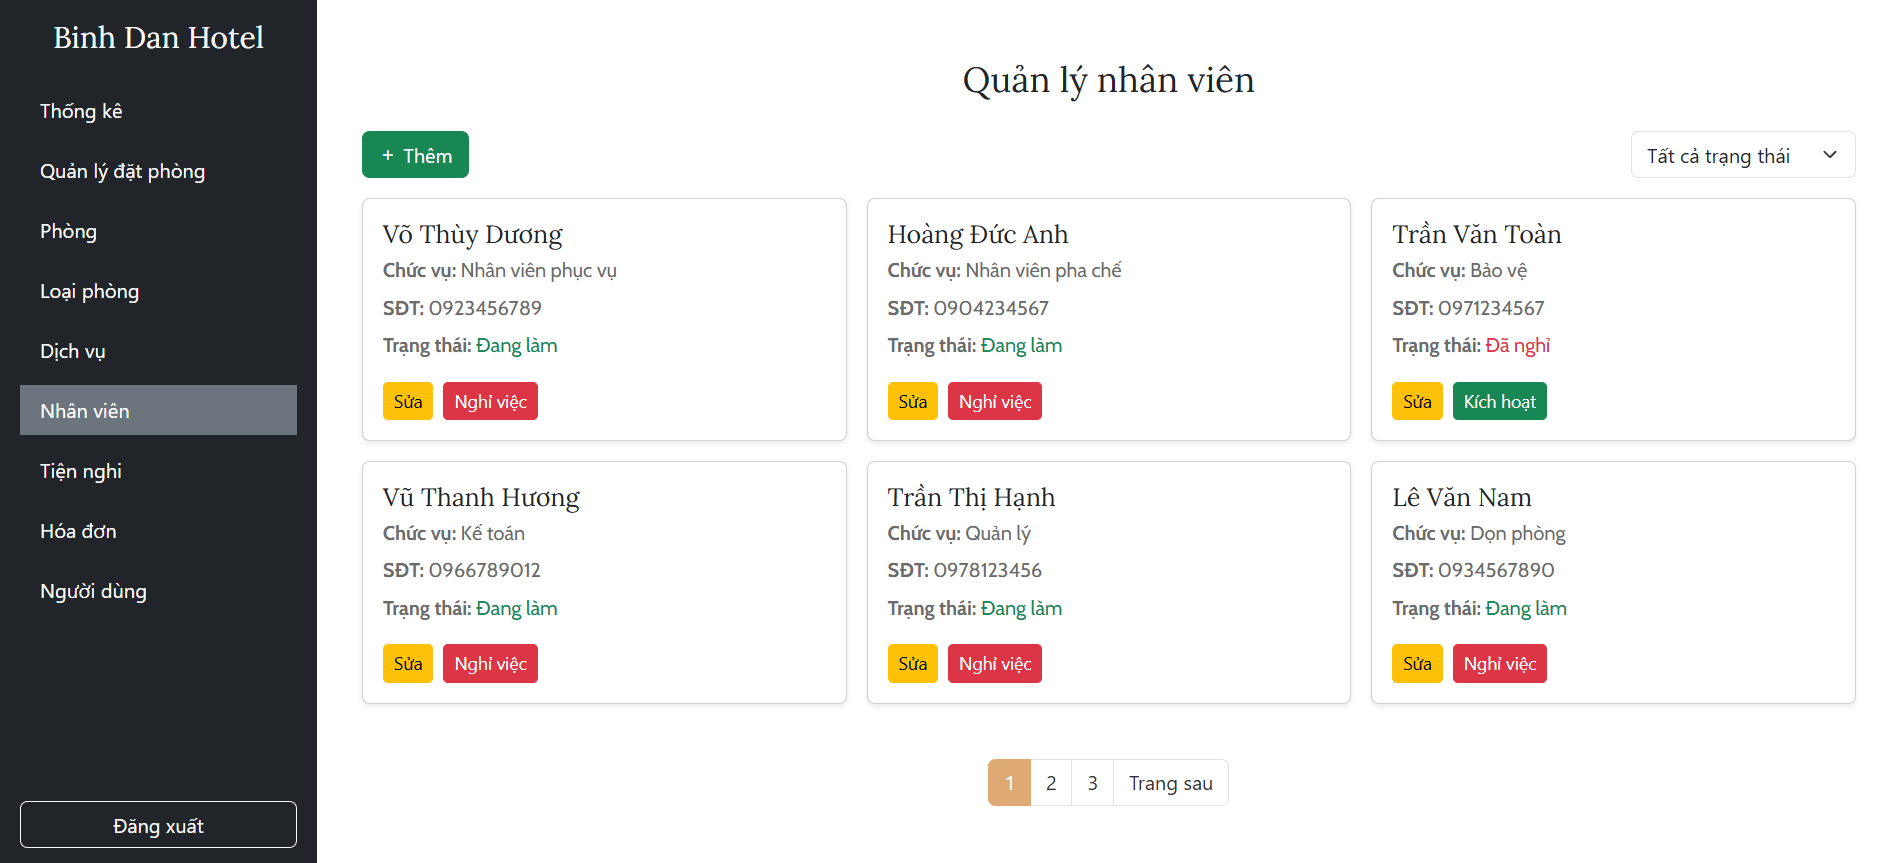 Binh Dan Hotel
Thống kê
Quản lý đặt phòng
Phòng
Loại phòng
Dịch vụ
Nhân viên
Tiện nghi
Hóa đơn
Người dùng
Đăng xuất
Quản lý nhân viên
+ Thêm
Tất cả trạng thái
Võ Thùy Dương
Chức vụ: Nhân viên phục vụ
SĐT: 0923456789
Trạng thái: Đang làm
Sửa Nghỉ việc
Hoàng Đức Anh
Chức vụ: Nhân viên pha chế
SĐT: 0904234567
Trạng thái: Đang làm
Sửa Nghỉ việc
Trần Văn Toàn
Chức vụ: Bảo vệ
SĐT: 0971234567
Trạng thái: Đã nghỉ
Sửa Kích hoạt
Vũ Thanh Hương
Chức vụ: Kế toán
SĐT: 0966789012
Trạng thái: Đang làm
Sửa Nghỉ việc
Trần Thị Hạnh
Chức vụ: Quản lý
SĐT: 0978123456
Trạng thái: Đang làm
Sửa Nghỉ việc
Lê Văn Nam
Chức vụ: Dọn phòng
SĐT: 0934567890
Trạng thái: Đang làm
Sửa Nghỉ việc
1 2 3 Trang sau